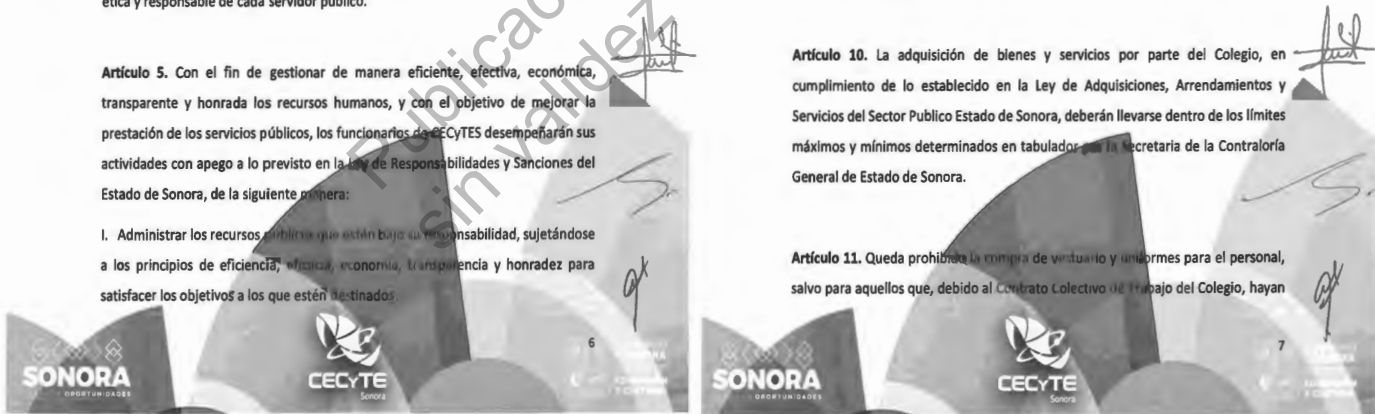 ética y responsable de cada servidor público.
Artículo 5. Con el fin de gestionar de manera eficiente, efectiva, económica,
transparente y honrada los recursos humanos, y con el objetivo de mejorar la
prestación de los servicios públicos, los funcionarios de CECyTES desempeñarán sus
actividades con apego a lo previsto en la Ley de Responsabilidades y Sanciones del
Estado de Sonora, de la siguiente manera:
I. Administrar los recursos públicos que estén bajo su responsabilidad, sujetándose
a los principios de eficiencia, eficacia, economía, transparencia y honradez para
satisfacer los objetivos a los que estén destinados
6
SONORA
OPORTUNIDADES
CECyTE
Sonora
Publicac
sin validez
Artículo 10. La adquisición de bienes y servicios por parte del Colegio, en
cumplimiento de lo establecido en la Ley de Adquisiciones, Arrendamientos y
Servicios del Sector Publico Estado de Sonora, deberán llevarse dentro de los límites
máximos y mínimos determinados en tabulador por la Secretaria de la Contraloría
General de Estado de Sonora.
Artículo 11. Queda prohibido la compra de vestuario y uniformes para el personal,
salvo para aquellos que, debido al Contrato Colectivo de Trabajo del Colegio, hayan
7
SONORA
OPORTUNIDADES
CECyTE
Sonora